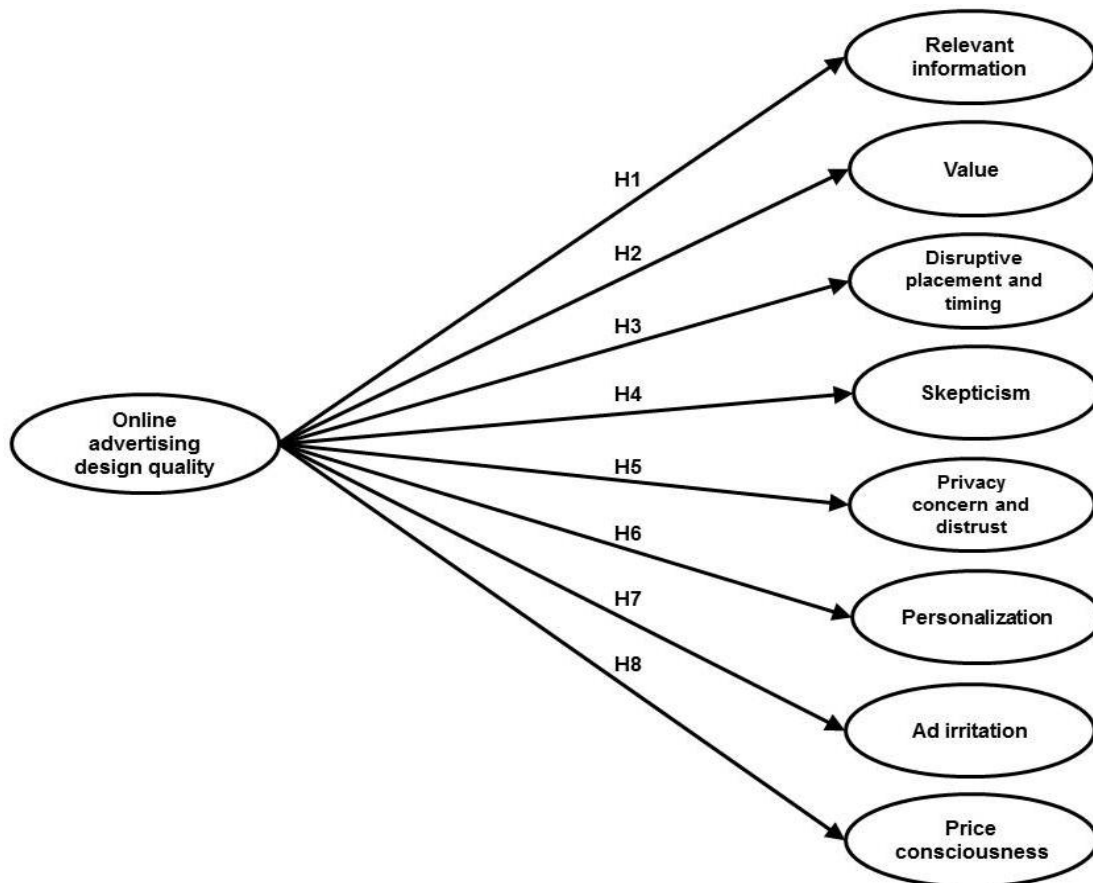 Relevant
information
H1
Value
H2
Disruptive
placement and
timing
H3
Skepticism
H4
Online
advertising
design quality
H5
Privacy
concern and
distrust
H6
Personalization
H7
Ad irritation
H8
Price
consciousness